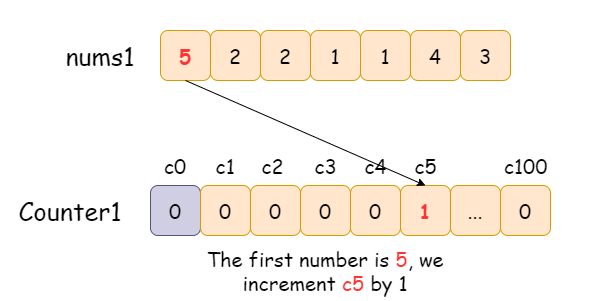 nums1 5 2 2 1 1 4 3
c0 c1 c2 c3 c4 c5 c100
Counter1 0 0 0 0 0 1 ... 0
The first number is 5, we
increment c5 by 1